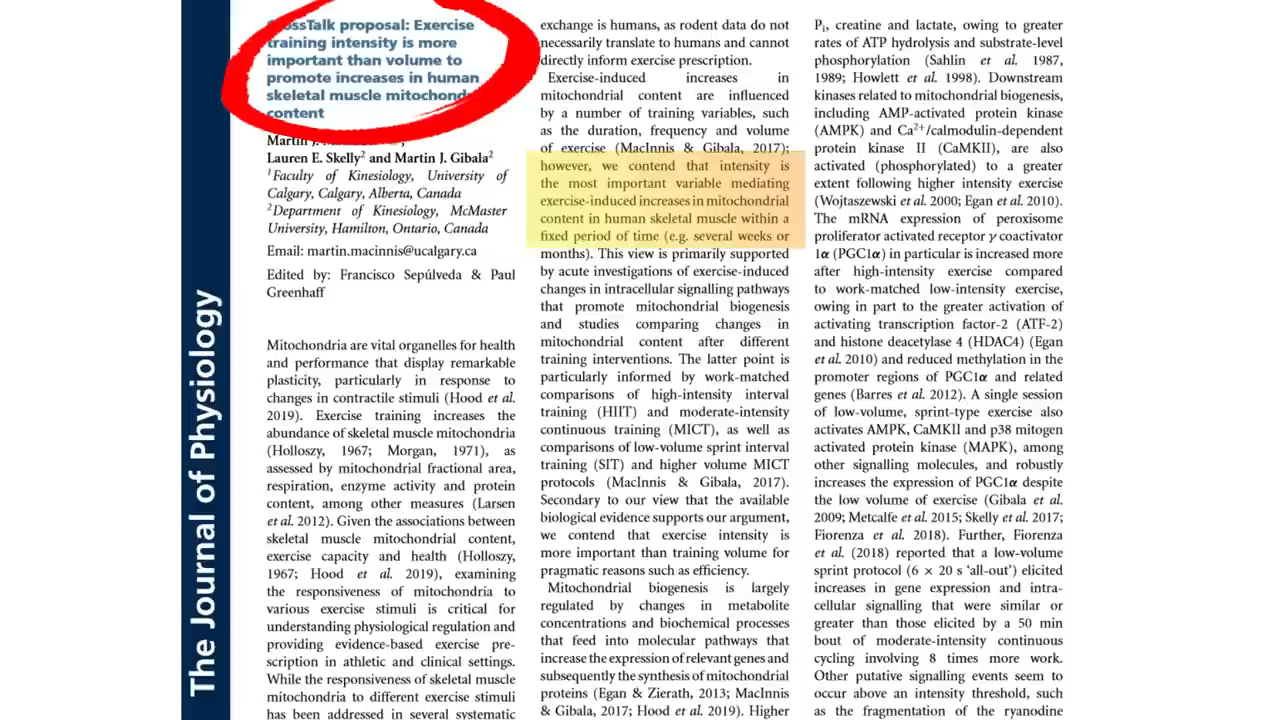 The Journal of Physiology
CrossTalk proposal: Exercise
training intensity is more
important than volume to
promote increases in human
skeletal muscle
content
Martin J.
Lauren E. Skelly2 and Martin J. Gibala2
1Faculty of Kinesiology, University of
Calgary, Calgary, Alberta, Canada
2Department of Kinesiology, McMaster
University, Hamilton, Ontario, Canada
Email: martin.macinnis@ucalgary.ca
Edited by: Francisco Sepúlveda & Paul
Greenhaff
Mitochondria are vital organelles for health
and performance that display remarkable
plasticity, particularly in response to
changes in contractile stimuli (Hood et al.
2019). Exercise training increases the
abundance of skeletal muscle mitochondria
(Holloszy, 1967; Morgan, 1971), as
assessed by mitochondrial fractional area,
respiration, enzyme activity and protein
content, among other measures (Larsen
et al. 2012). Given the associations between
skeletal muscle mitochondrial content,
exercise capacity and health (Holloszy,
1967; Hood et al. 2019), examining
the responsiveness of mitochondria to
various exercise stimuli is critical for
understanding physiological regulation and
providing evidence-based exercise pre-
scription in athletic and clinical settings.
While the responsiveness of skeletal muscle
mitochondria to different exercise stimuli
has been addressed in several systematic
exchange is humans, as rodent data do not
necessarily translate to humans and cannot
directly inform exercise prescription.
Exercise-induced increases in
mitochondrial content are influenced
by a number of training variables, such
as the duration, frequency and volume
of exercise (MacInnis & Gibala, 2017);
however, we contend that intensity is
the most important variable mediating
exercise-induced increases in mitochondrial
content in human skeletal muscle within a
fixed period of time (e.g. several weeks or
months). This view is primarily supported
by acute investigations of exercise-induced
changes in intracellular signalling pathways
that promote mitochondrial biogenesis
and studies comparing changes in
mitochondrial content after different
training interventions. The latter point is
particularly informed by work-matched
comparisons of high-intensity interval
training (HIIT) and moderate-intensity
continuous training (MICT), as well as
comparisons of low-volume sprint interval
training (SIT) and higher volume MICT
protocols (MacInnis & Gibala, 2017).
Secondary to our view that the available
biological evidence supports our argument,
we contend that exercise intensity is
more important than training volume for
pragmatic reasons such as efficiency.
Mitochondrial biogenesis is largely
regulated by changes in metabolite
concentrations and biochemical processes
that feed into molecular pathways that
increase the expression of relevant genes and
subsequently the synthesis of mitochondrial
proteins (Egan & Zierath, 2013; MacInnis
& Gibala, 2017; Hood et al. 2019). Higher
Pi, creatine and lactate, owing to greater
rates of ATP hydrolysis and substrate-level
phosphorylation (Sahlin et al. 1987,
1989; Howlett et al. 1998). Downstream
kinases related to mitochondrial biogenesis,
including AMP-activated protein kinase
(AMPK) and Ca2+/calmodulin-dependent
protein kinase II (CaMKII), are also
activated (phosphorylated) to a greater
extent following higher intensity exercise
(Wojtaszewski et al. 2000; Egan et al. 2010).
The mRNA expression of peroxisome
proliferator activated receptor γ coactivator
1α (PGC1α) in particular is increased more
after high-intensity exercise compared
to work-matched low-intensity exercise,
owing in part to the greater activation of
activating transcription factor-2 (ATF-2)
and histone deacetylase 4 (HDAC4) (Egan
et al. 2010) and reduced methylation in the
promoter regions of PGC1α and related
genes (Barres et al. 2012). A single session
of low-volume, sprint-type exercise also
activates AMPK, CaMKII and p38 mitogen
activated protein kinase (MAPK), among
other signalling molecules, and robustly
increases the expression of PGC1α despite
the low volume of exercise (Gibala et al.
2009; Metcalfe et al. 2015; Skelly et al. 2017;
Fiorenza et al. 2018). Further, Fiorenza
et al. (2018) reported that a low-volume
sprint protocol (6 × 20 s ‘all-out’) elicited
increases in gene expression and intra-
cellular signalling that were similar or
greater than those elicited by a 50 min
bout of moderate-intensity continuous
cycling involving 8 times more work.
Other putative signalling events seem to
occur above an intensity threshold, such
as the fragmentation of the ryanodine